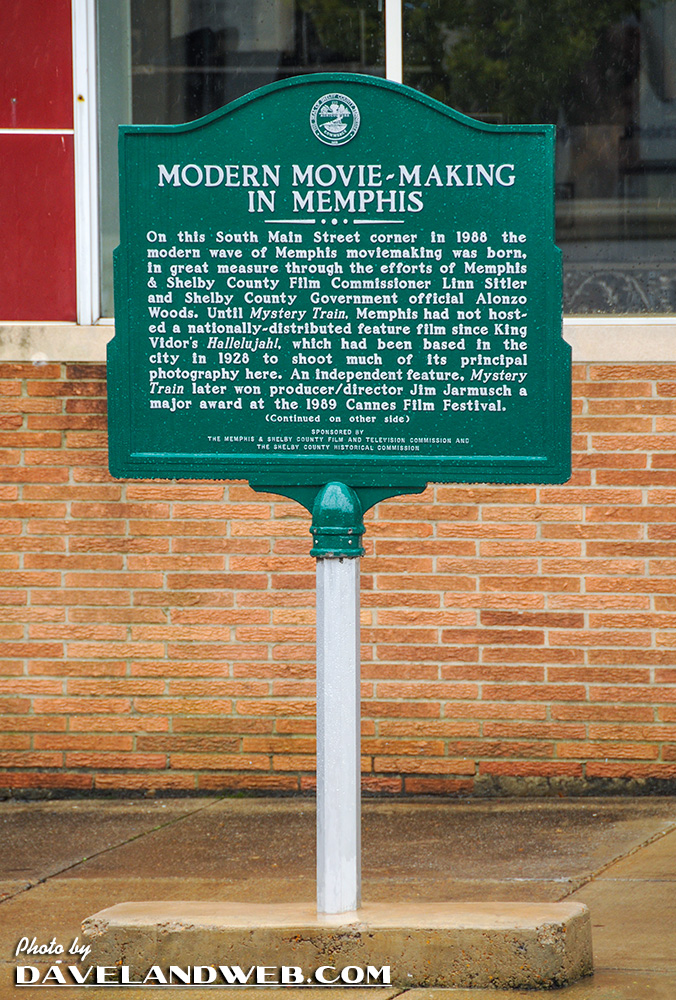 MODERN MOVIE-MAKING
IN MEMPHIS
On this South Main Street corner in 1988 the
modern wave of Memphis moviemaking was born,
in great measure through the efforts of Memphis
& Shelby County Film Commissioner Linn Sitler
and Shelby County Government official Alonzo
Woods. Until Mystery Train, Memphis had not host-
ed a nationally-distributed feature film since King
Vidor's Hallelujah!, which had been based in the
city in 1928 to shoot much of its principal
photography here. An independent feature, Mystery
Train later won producer/director Jim Jarmusch a
major award at the 1989 Cannes Film Festival.
(Continued on other side)
SPONSORED BY
THE MEMPHIS & SHELBY COUNTY FILM AND TELEVISION COMMISSION AND
THE SHELBY COUNTY HISTORICAL COMMISSION
Photo by
DAVELANDWEB.COM